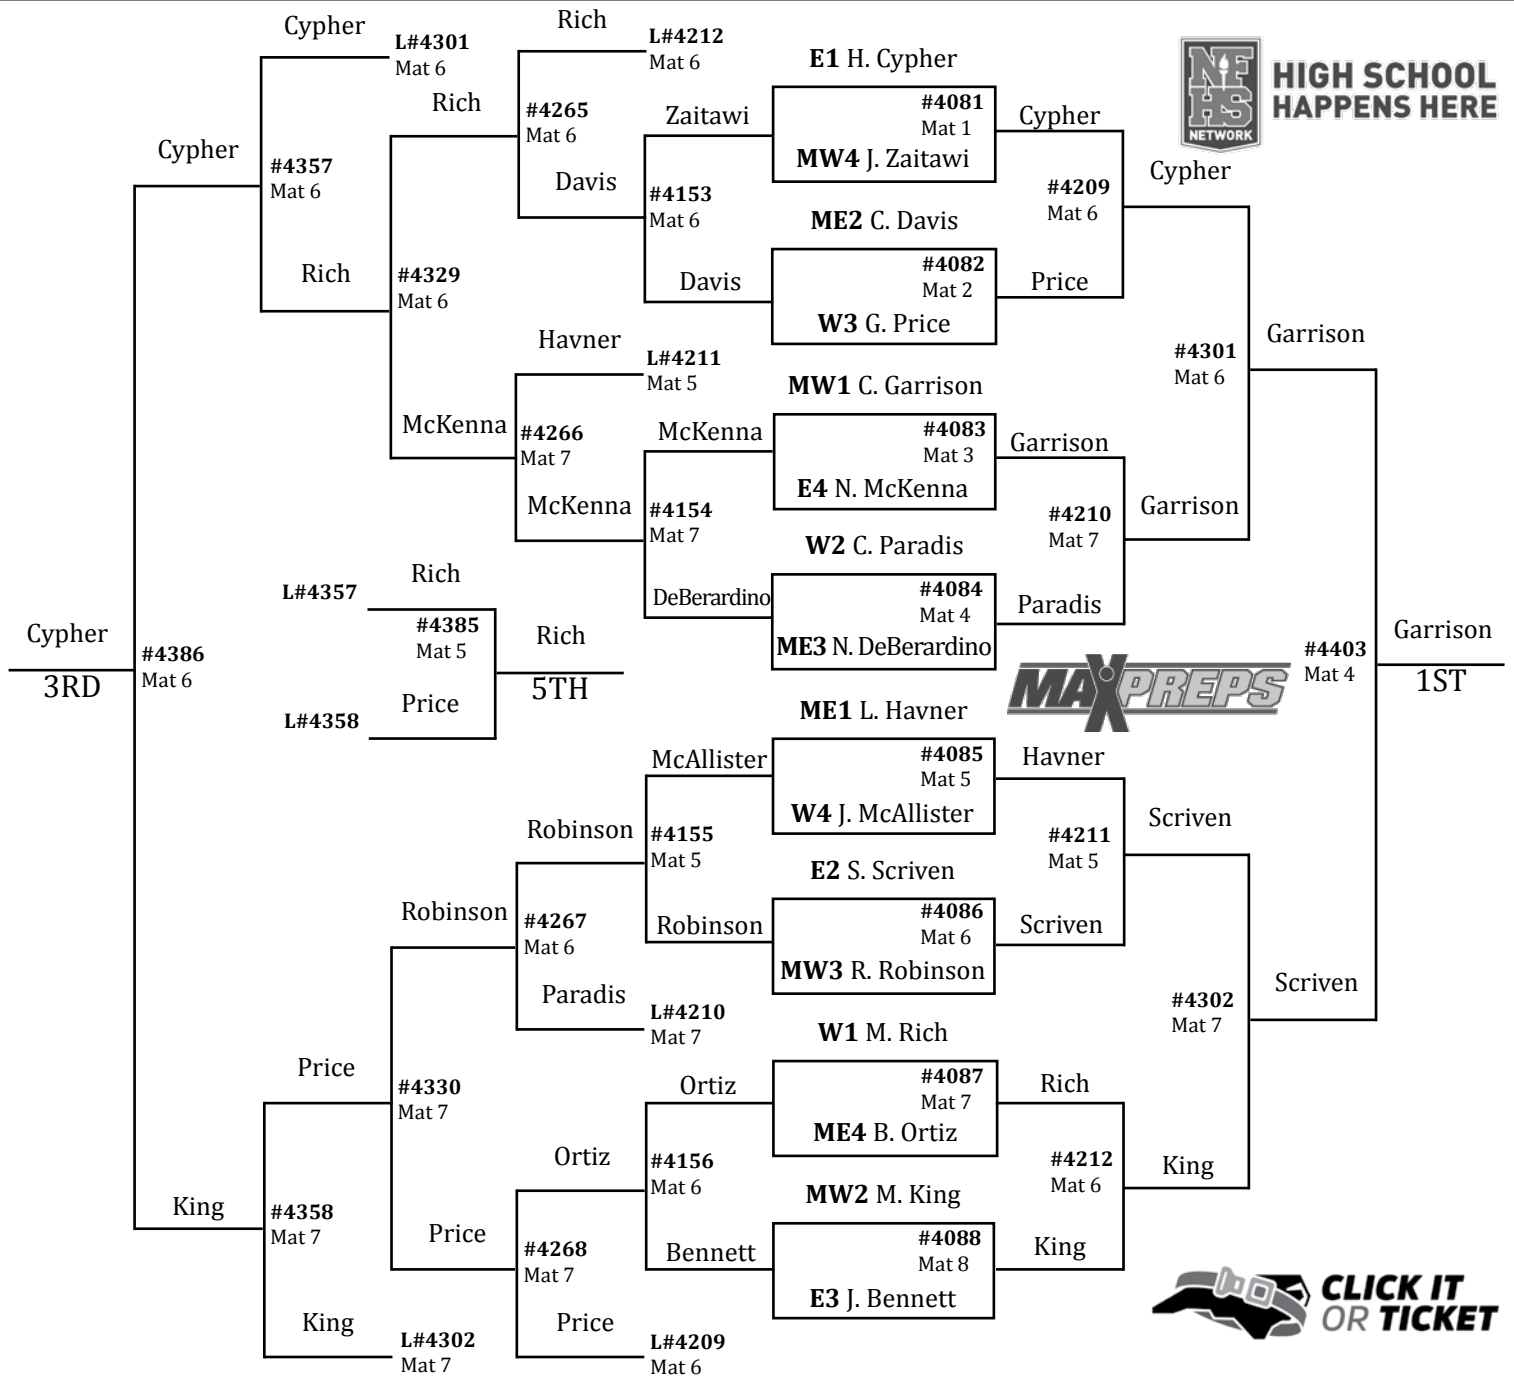 Cypher
L#4301
Mat 6
Rich
L#4212
Mat 6
E1 H. Cypher
NFHS
NETWORK
HIGH SCHOOL
HAPPENS HERE
Rich
#4265
Mat 6
Zaitawi
#4081
Mat 1
Cypher
Cypher
#4357
Mat 6
MW4 J. Zaitawi
Cypher
Davis
#4153
Mat 6
#4209
Mat 6
ME2 C. Davis
Rich
#4329
Mat 6
Davis
#4082
Mat 2
Price
W3 G. Price
Havner
L#4211
Mat 5
Garrison
#4301
Mat 6
MW1 C. Garrison
McKenna
#4266
Mat 7
McKenna
#4083
Mat 3
Garrison
E4 N. McKenna
McKenna
#4154
Mat 7
#4210
Mat 7
Garrison
W2 C. Paradis
Rich
L#4357
DeBerardino
#4084
Mat 4
Paradis
Cypher
#4386
Mat 6
3RD
#4385
Mat 5
Rich
5TH
ME3 N. DeBerardino
#4403
Mat 4
Garrison
1ST
Price
L#4358
MAXPREPS
ME1 L. Havner
McAllister
#4085
Mat 5
Havner
W4 J. McAllister
Robinson
#4155
Mat 5
#4211
Mat 5
Scriven
E2 S. Scriven
Robinson
#4267
Mat 6
Robinson
#4086
Mat 6
Scriven
MW3 R. Robinson
Paradis
L#4210
Mat 7
#4302
Mat 7
Scriven
W1 M. Rich
Price
#4330
Mat 7
Ortiz
#4087
Mat 7
Rich
ME4 B. Ortiz
Ortiz
#4156
Mat 6
#4212
Mat 6
King
MW2 M. King
King
#4358
Mat 7
Price
#4268
Mat 7
Bennett
#4088
Mat 8
King
E3 J. Bennett
King
L#4302
Mat 7
Price
L#4209
Mat 6
CLICK IT
OR TICKET